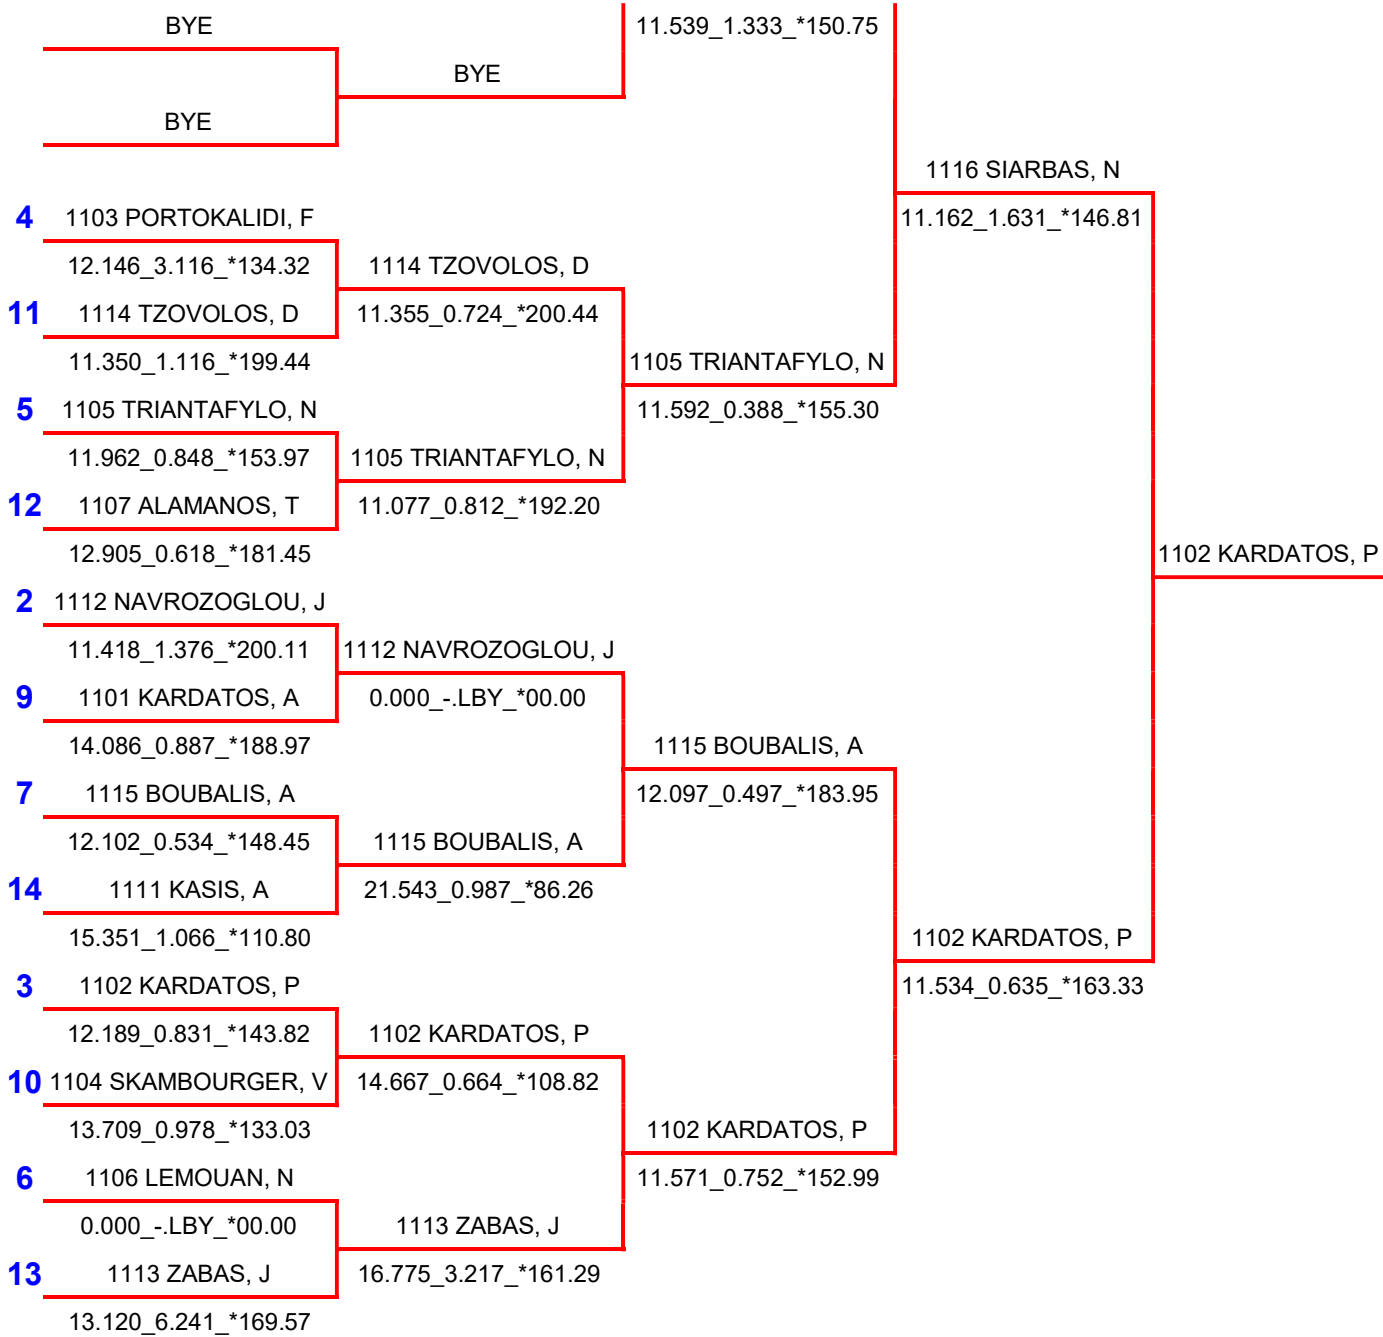 BYE
11.539_1.333_*150.75
BYE
BYE
1116 SIARBAS, N
4 1103 PORTOKALIDI, F
11.162_1.631_*146.81
12.146_3.116_*134.32
1114 TZOVOLOS, D
11 1114 TZOVOLOS, D
11.355_0.724_*200.44
11.350_1.116_*199.44
1105 TRIANTAFYLO, N
5 1105 TRIANTAFYLO, N
11.592_0.388_*155.30
11.962_0.848_*153.97
1105 TRIANTAFYLO, N
12 1107 ALAMANOS, T
11.077_0.812_*192.20
12.905_0.618_*181.45
1102 KARDATOS, P
2 1112 NAVROZOGLOU, J
11.418_1.376_*200.11
1112 NAVROZOGLOU, J
9 1101 KARDATOS, A
0.000_-.LBY_*00.00
14.086_0.887_*188.97
1115 BOUBALIS, A
7 1115 BOUBALIS, A
12.097_0.497_*183.95
12.102_0.534_*148.45
1115 BOUBALIS, A
14 1111 KASIS, A
21.543_0.987_*86.26
15.351_1.066_*110.80
1102 KARDATOS, P
3 1102 KARDATOS, P
11.534_0.635_*163.33
12.189_0.831_*143.82
1102 KARDATOS, P
10 1104 SKAMBOURGER, V
14.667_0.664_*108.82
13.709_0.978_*133.03
1102 KARDATOS, P
6 1106 LEMOUAN, N
11.571_0.752_*152.99
0.000_-.LBY_*00.00
1113 ZABAS, J
13 1113 ZABAS, J
16.775_3.217_*161.29
13.120_6.241_*169.57